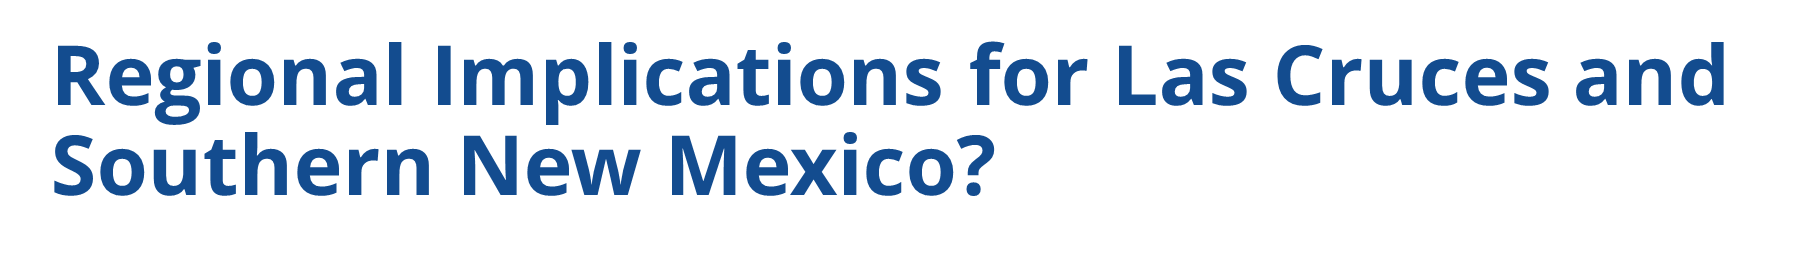 Regional Implications for Las Cruces and
Southern New Mexico?